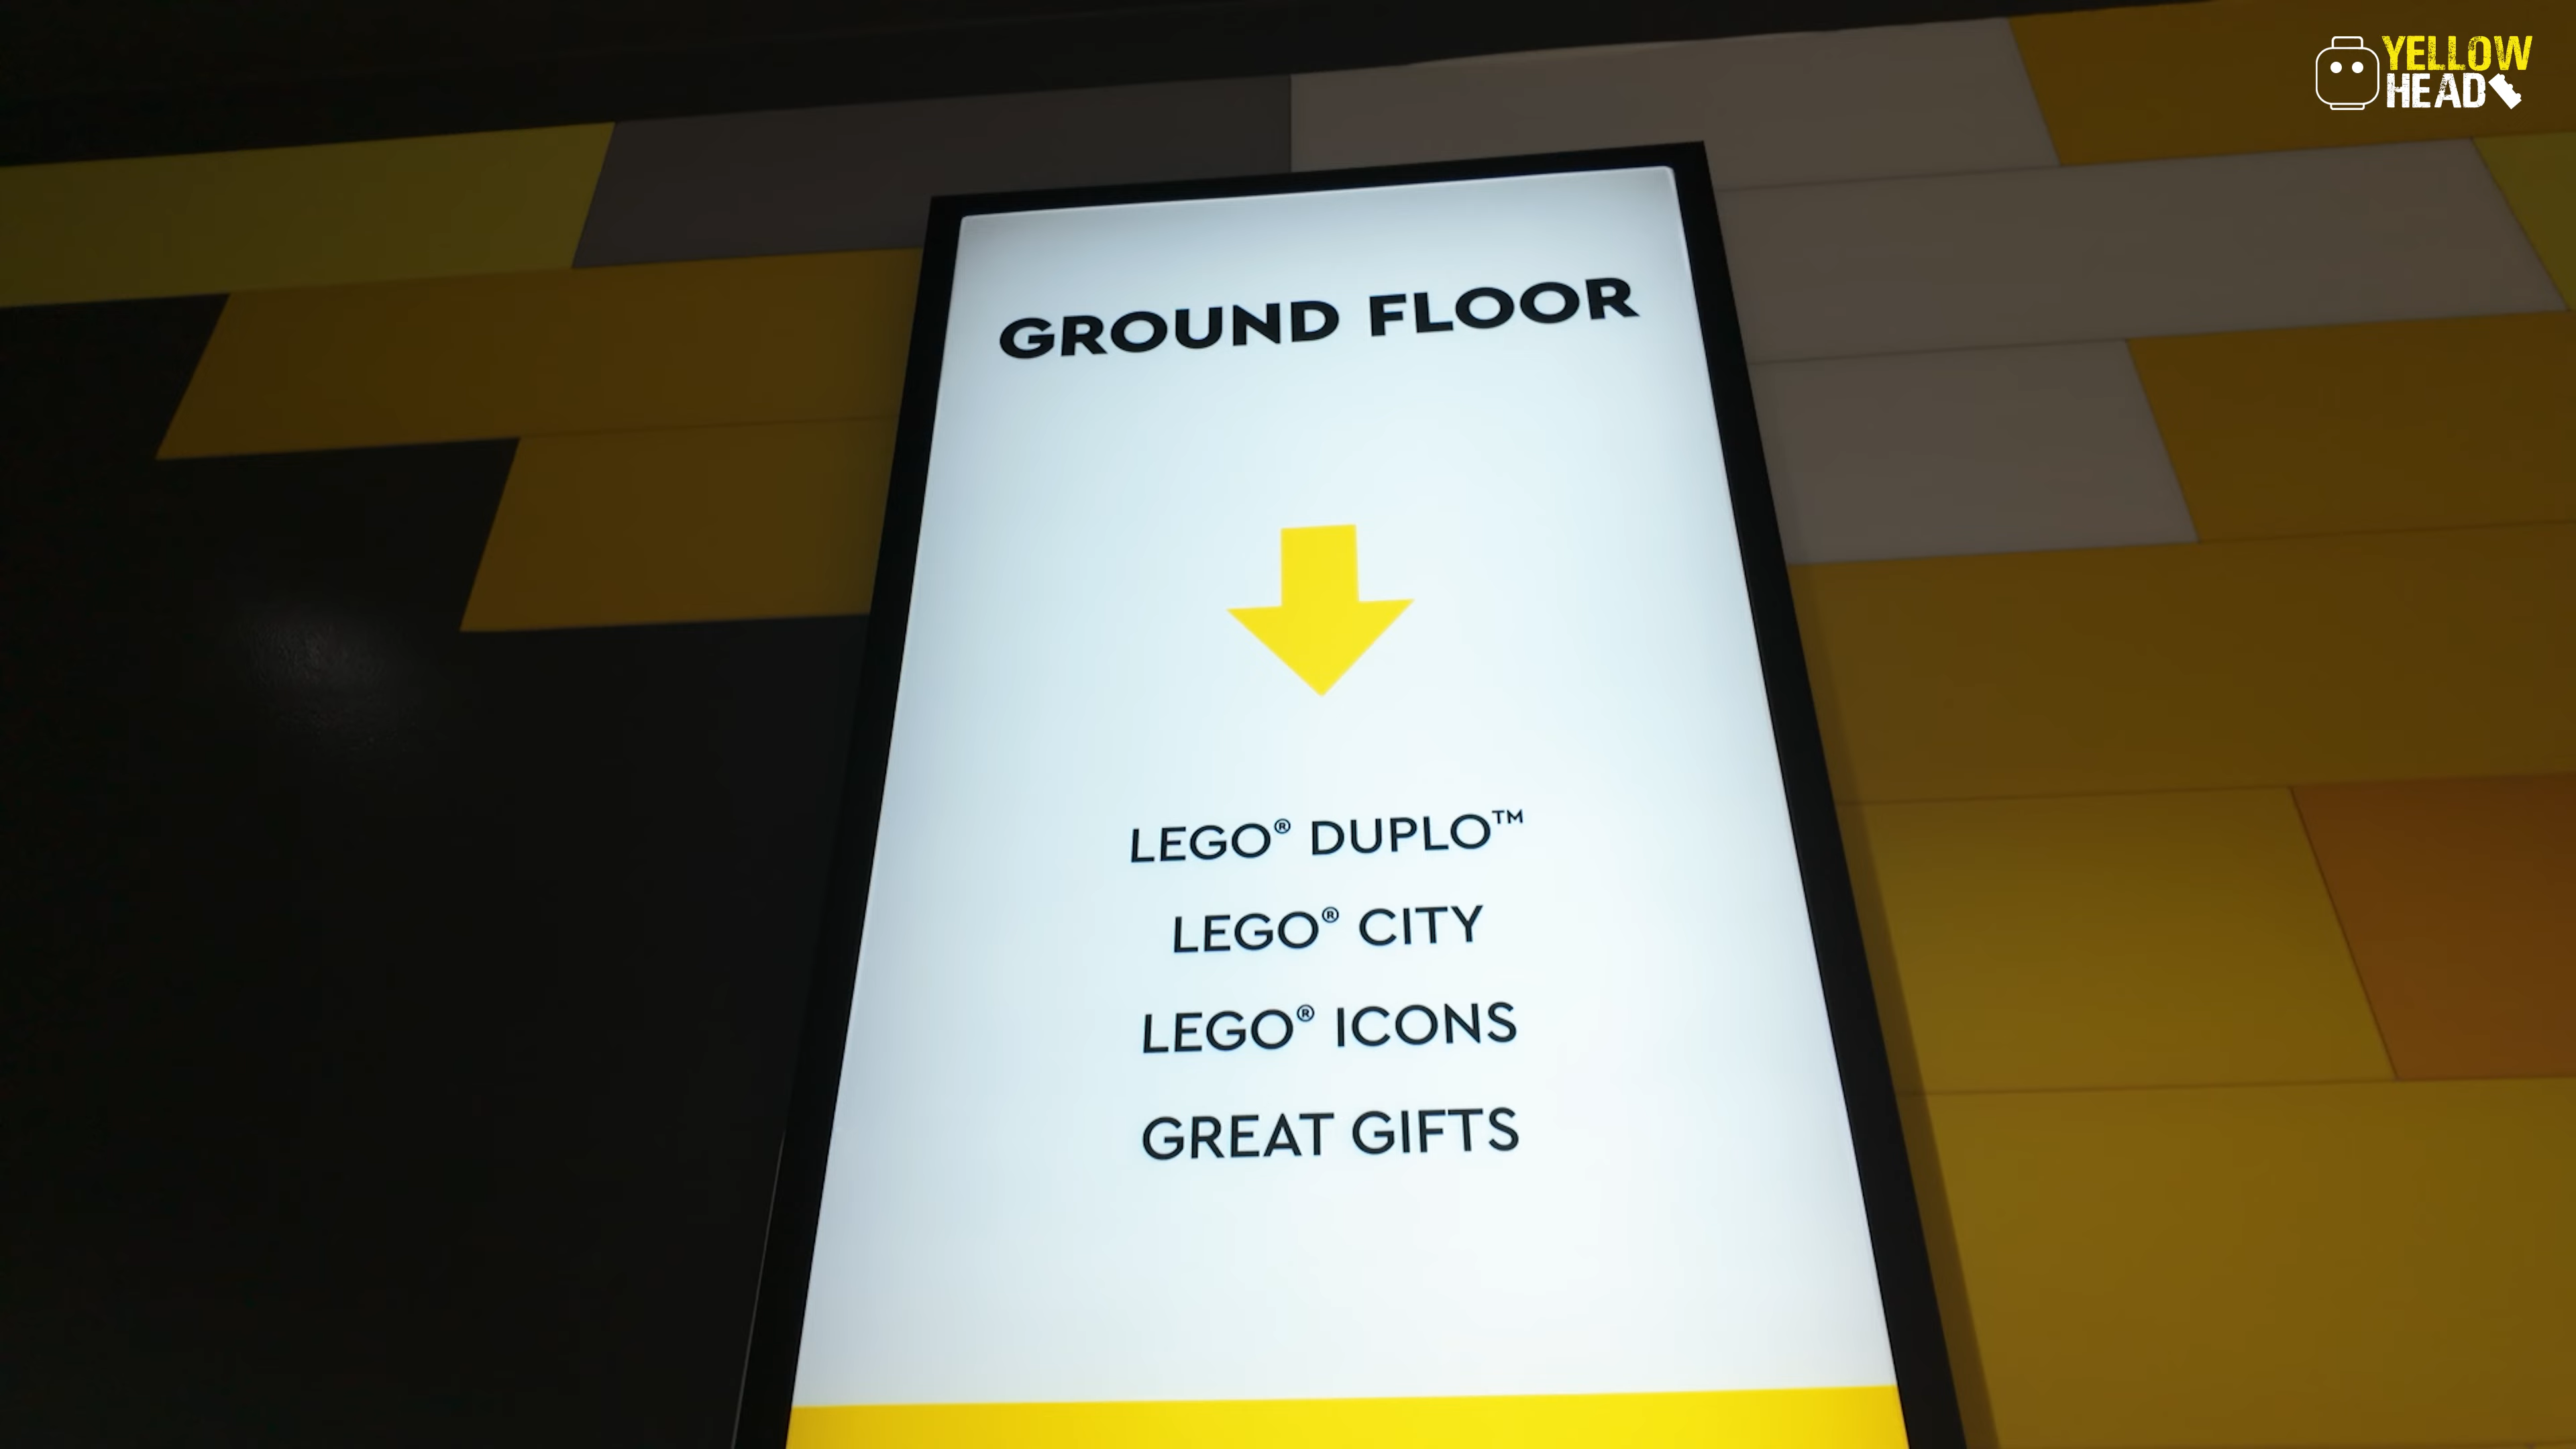 YELLOW
HEAD
GROUND FLOOR
LEGO® DUPLO™
LEGO® CITY
LEGO® ICONS
GREAT GIFTS